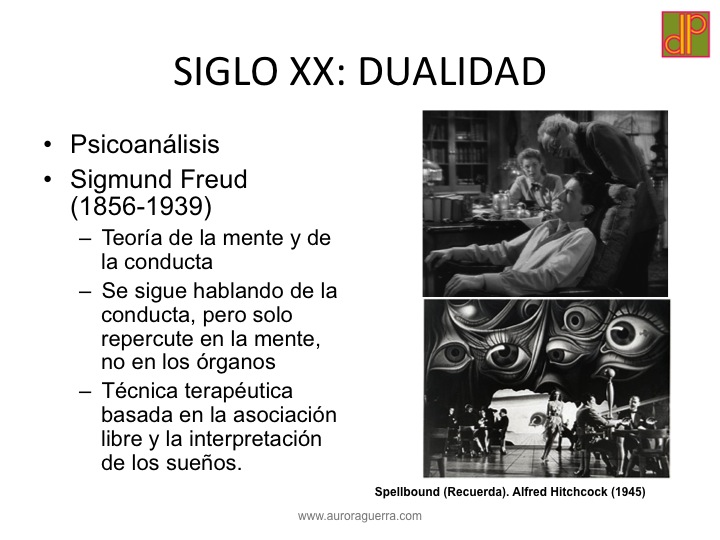 SIGLO XX: DUALIDAD
• Psicoanálisis
• Sigmund Freud
(1856-1939)
– Teoría de la mente y de
la conducta
– Se sigue hablando de la
conducta, pero solo
repercute en la mente,
no en los órganos
– Técnica terapéutica
basada en la asociación
libre y la interpretación
de los sueños.
Spellbound (Recuerda). Alfred Hitchcock (1945)
www.auroraguerra.com